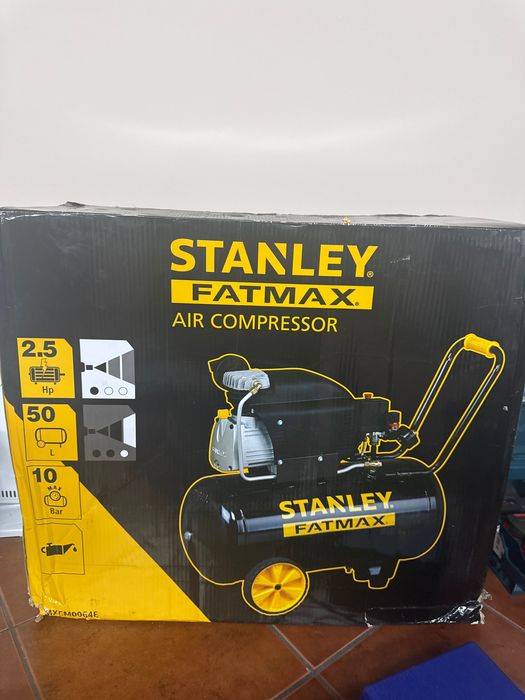 STANLEY®
FATMAX®
AIR COMPRESSOR
2.5
Hp
50
L
10
MAX
Bar
STANLEY
FATMAX